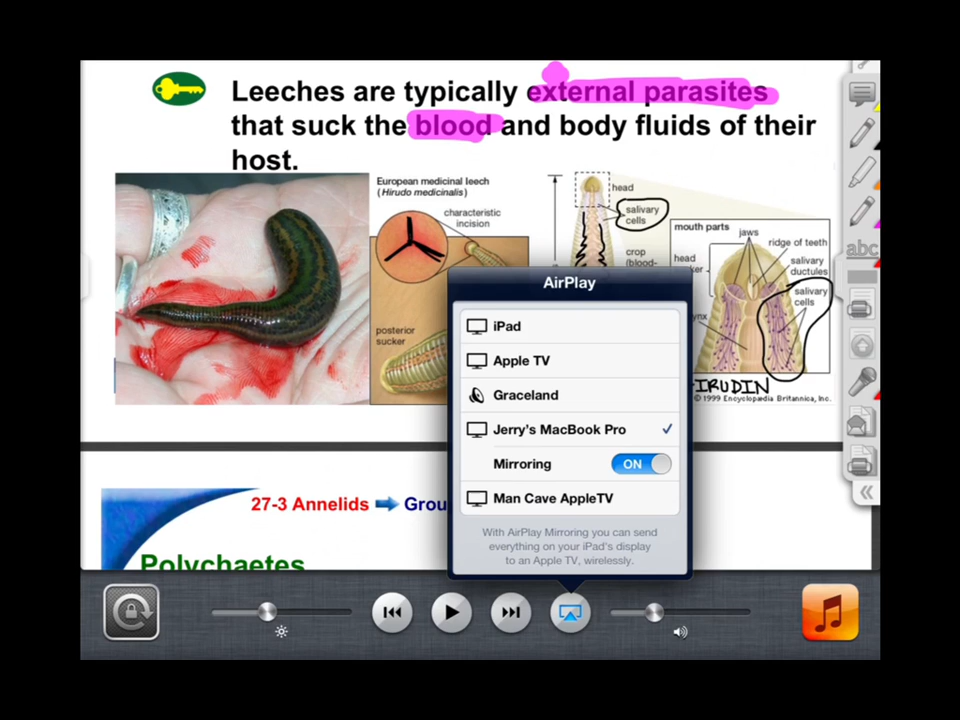 Leeches are typically external parasites
that suck the blood and body fluids of their
host.
European medicinal leech
(Hirudo medicinalis)
characteristic
incision
posterior
sucker
head
salivary
cells
crop
(blood-
mouth parts
jaws
ridge of teeth
head
salivary
ductules
salivary
cells
IRUDIN
© 1999 Encyclopædia Britannica, Inc.
abc
AirPlay
iPad
Apple TV
Graceland
Jerry's MacBook Pro
Mirroring ON
Man Cave AppleTV
With AirPlay Mirroring you can send
everything on your iPad's display
to an Apple TV, wirelessly.
27-3 Annelids Grou
Polychaetes